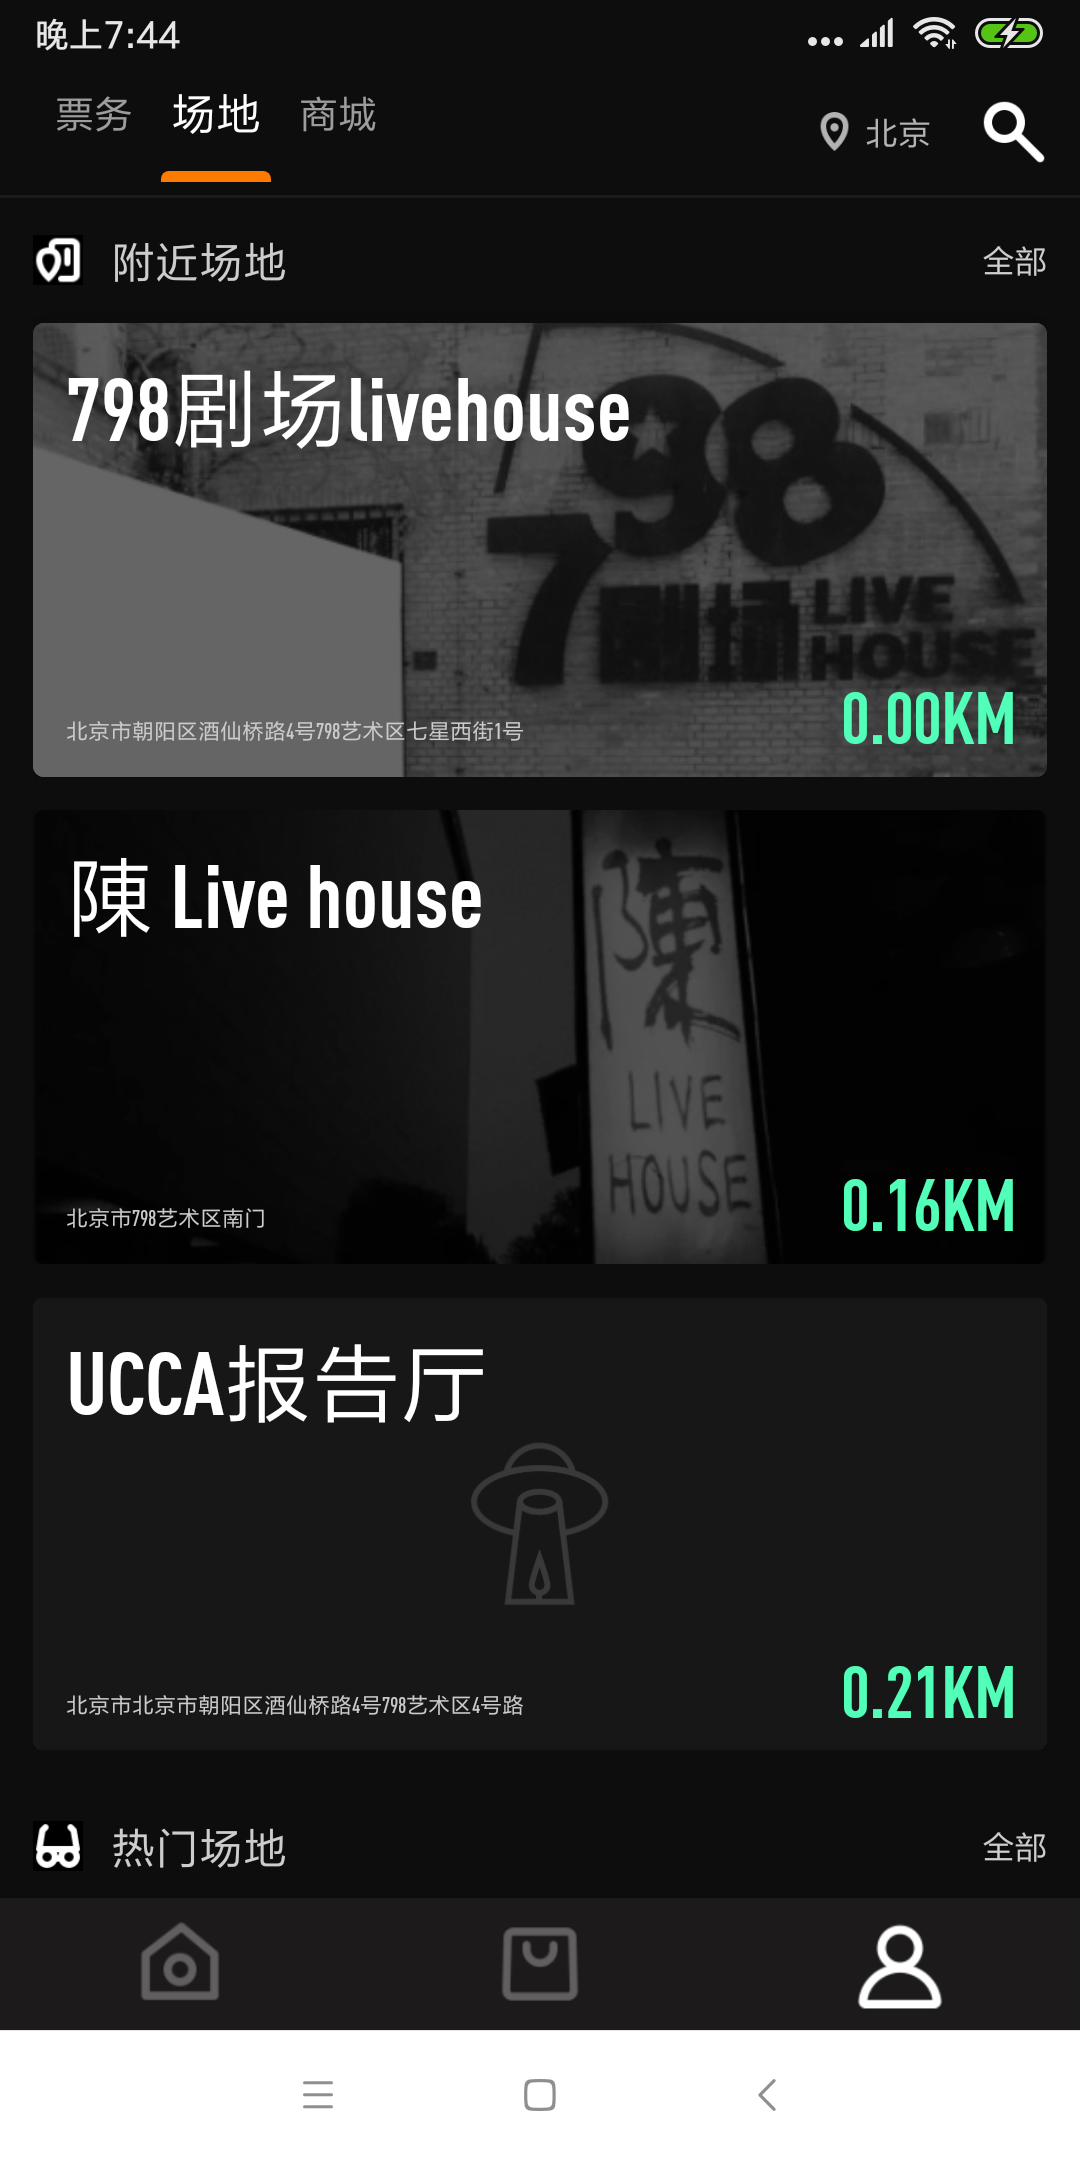 晚上7:44
票务 场地 商城 北京
附近场地 全部
798剧场livehouse
798
剧场 LIVE HOUSE
北京市朝阳区酒仙桥路4号798艺术区七星西街1号 0.00KM
陳 Live house
陳
LIVE
HOUSE
北京市798艺术区南门 0.16KM
UCCA报告厅
北京市北京市朝阳区酒仙桥路4号798艺术区4号路 0.21KM
热门场地 全部